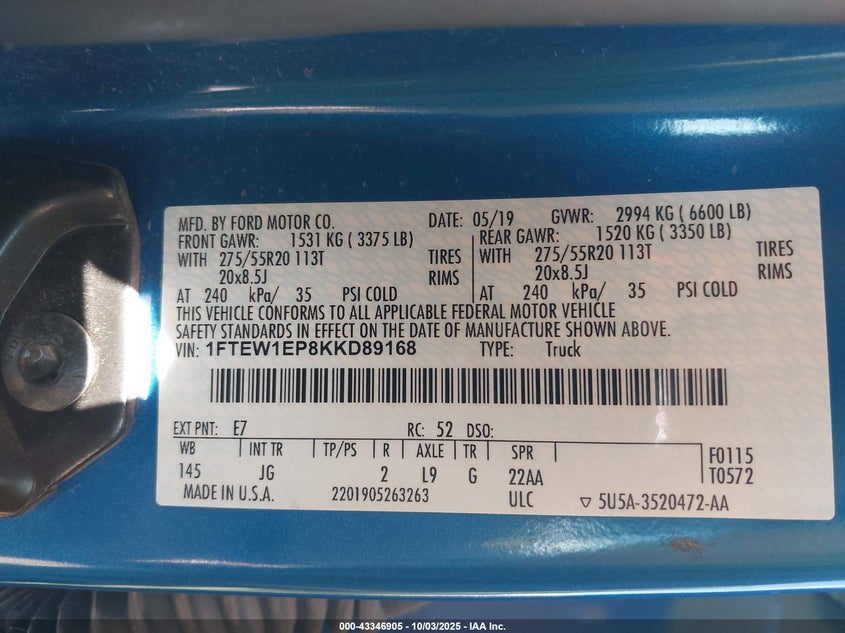 MFD. BY FORD MOTOR CO. DATE: 05/19 GVWR: 2994 KG ( 6600 LB)
FRONT GAWR: 1531 KG ( 3375 LB) REAR GAWR: 1520 KG ( 3350 LB)
WITH 275/55R20 113T TIRES WITH 275/55R20 113T TIRES
20x8.5J RIMS 20x8.5J RIMS
AT 240 kPa/ 35 PSI COLD AT 240 kPa/ 35 PSI COLD
THIS VEHICLE CONFORMS TO ALL APPLICABLE FEDERAL MOTOR VEHICLE
SAFETY STANDARDS IN EFFECT ON THE DATE OF MANUFACTURE SHOWN ABOVE.
VIN: 1FTEW1EP8KKD89168 TYPE: Truck
EXT PNT: E7 RC: 52 DSO:
WB INT TR TP/PS R AXLE TR SPR F0115
145 JG 2 L9 G 22AA T0572
MADE IN U.S.A. 2201905263263 ULC ▽ 5U5A-3520472-AA
000-43346905 - 10/03/2025 - IAA Inc.